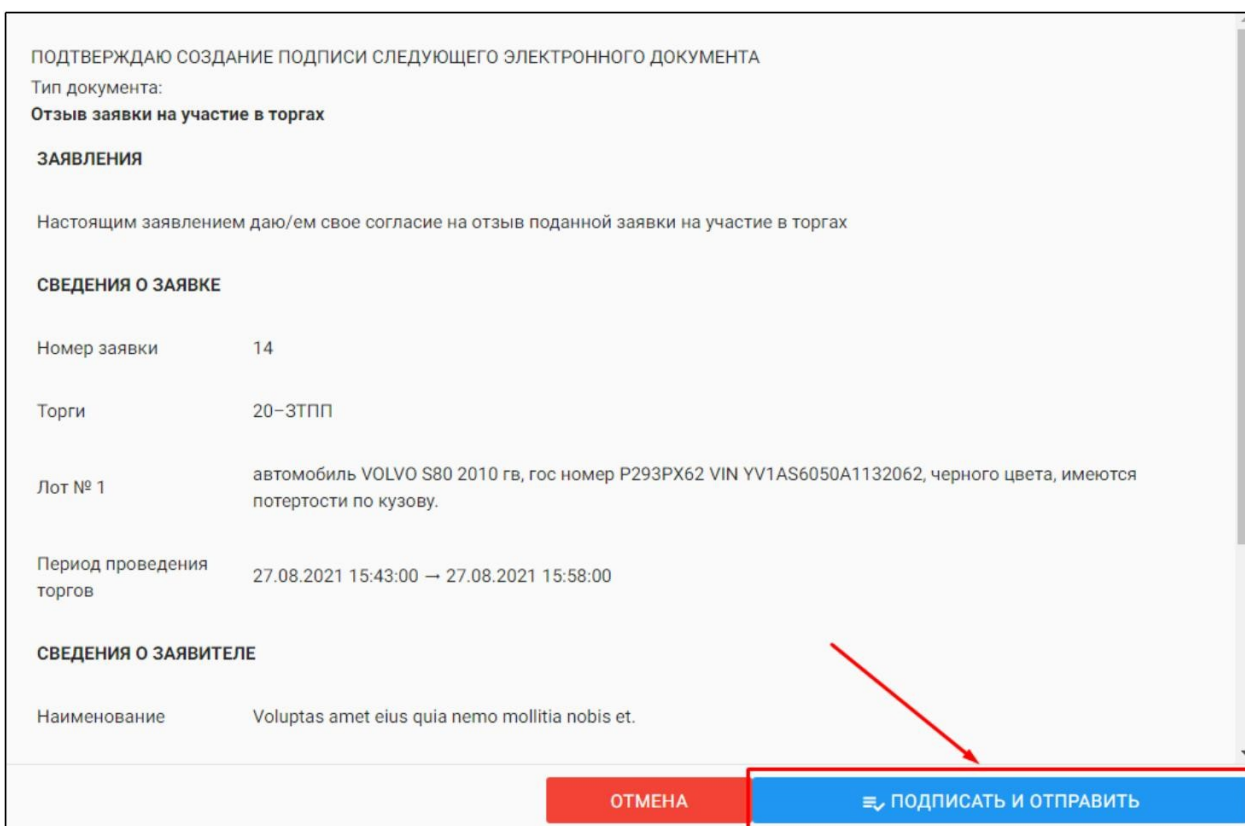 ПОДТВЕРЖДАЮ СОЗДАНИЕ ПОДПИСИ СЛЕДУЮЩЕГО ЭЛЕКТРОННОГО ДОКУМЕНТА
Тип документа:
Отзыв заявки на участие в торгах
ЗАЯВЛЕНИЯ
Настоящим заявлением даю/ем свое согласие на отзыв поданной заявки на участие в торгах
СВЕДЕНИЯ О ЗАЯВКЕ
Номер заявки 14
Торги 20–ЗТПП
Лот № 1 автомобиль VOLVO S80 2010 гв, гос номер Р293РХ62 VIN YV1AS6050A1132062, черного цвета, имеются
потертости по кузову.
Период проведения
торгов 27.08.2021 15:43:00 → 27.08.2021 15:58:00
СВЕДЕНИЯ О ЗАЯВИТЕЛЕ
Наименование Voluptas amet eius quia nemo mollitia nobis et.
ОТМЕНА ПОДПИСАТЬ И ОТПРАВИТЬ